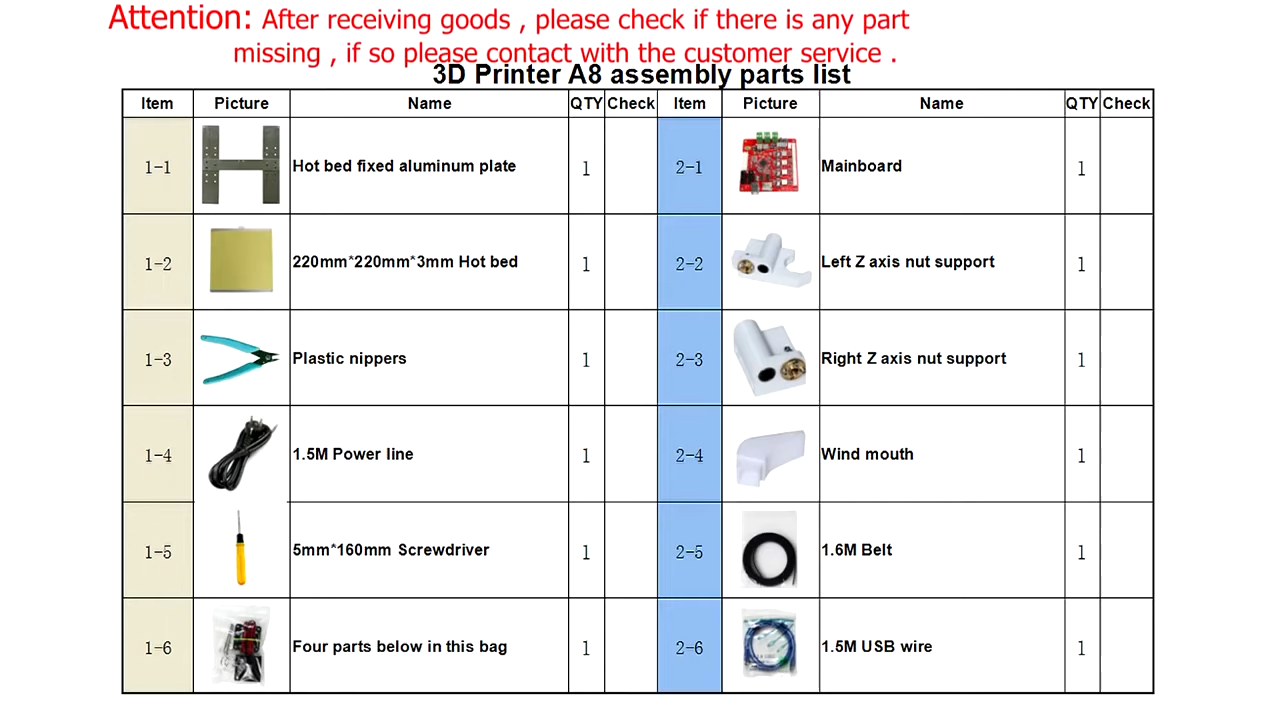 Attention: After receiving goods , please check if there is any part
missing , if so please contact with the customer service .
3D Printer A8 assembly parts list
Item Picture Name QTY Check Item Picture Name QTY Check
1-1 Hot bed fixed aluminum plate 1 2-1 Mainboard 1
1-2 220mm*220mm*3mm Hot bed 1 2-2 Left Z axis nut support 1
1-3 Plastic nippers 1 2-3 Right Z axis nut support 1
1-4 1.5M Power line 1 2-4 Wind mouth 1
1-5 5mm*160mm Screwdriver 1 2-5 1.6M Belt 1
1-6 Four parts below in this bag 1 2-6 1.5M USB wire 1